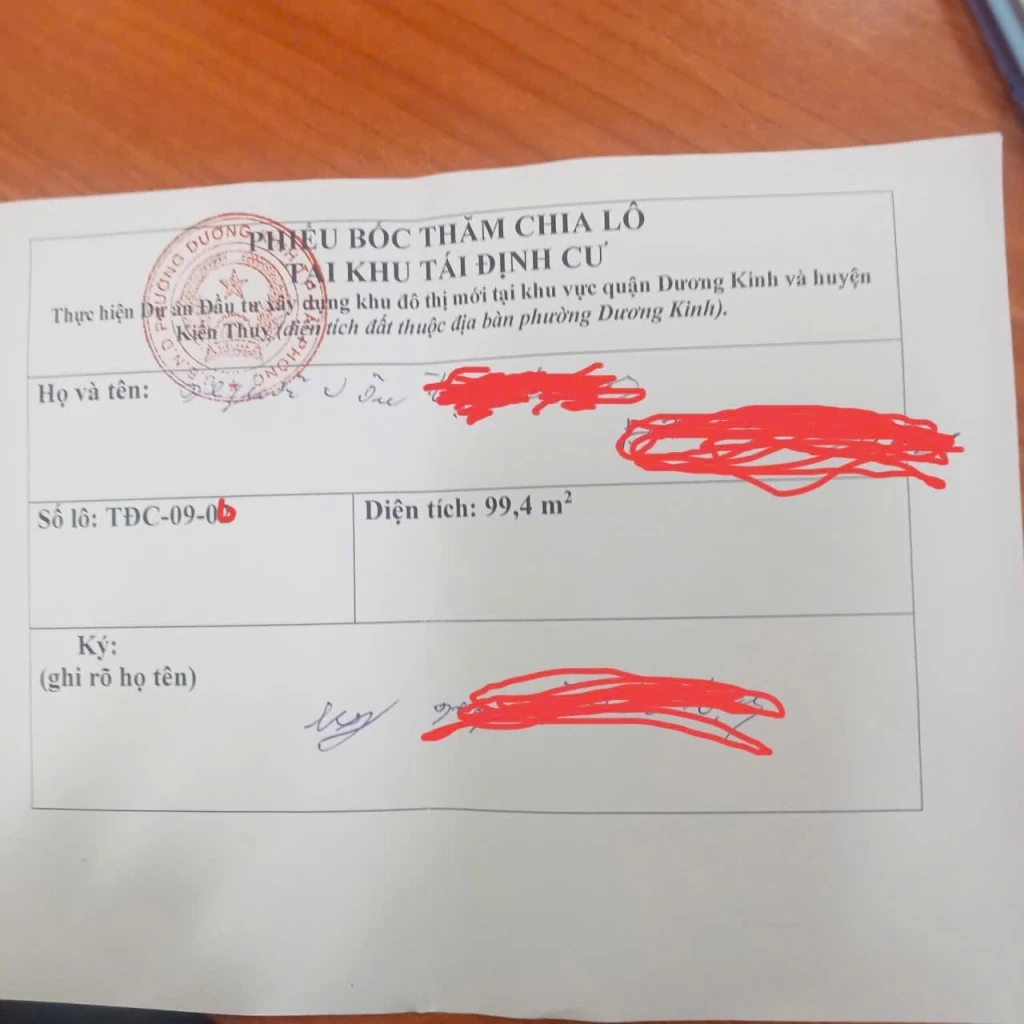 PHIẾU BỐC THĂM CHIA LÔ
TẠI KHU TÁI ĐỊNH CƯ
Thực hiện Dự án Đầu tư xây dựng khu đô thị mới tại khu vực quận Dương Kinh và huyện
Kiến Thụy (diện tích đất thuộc địa bàn phường Dương Kinh).
Họ và tên:
Số lô: TĐC-09-0
Diện tích: 99,4 m²
Ký:
(ghi rõ họ tên)